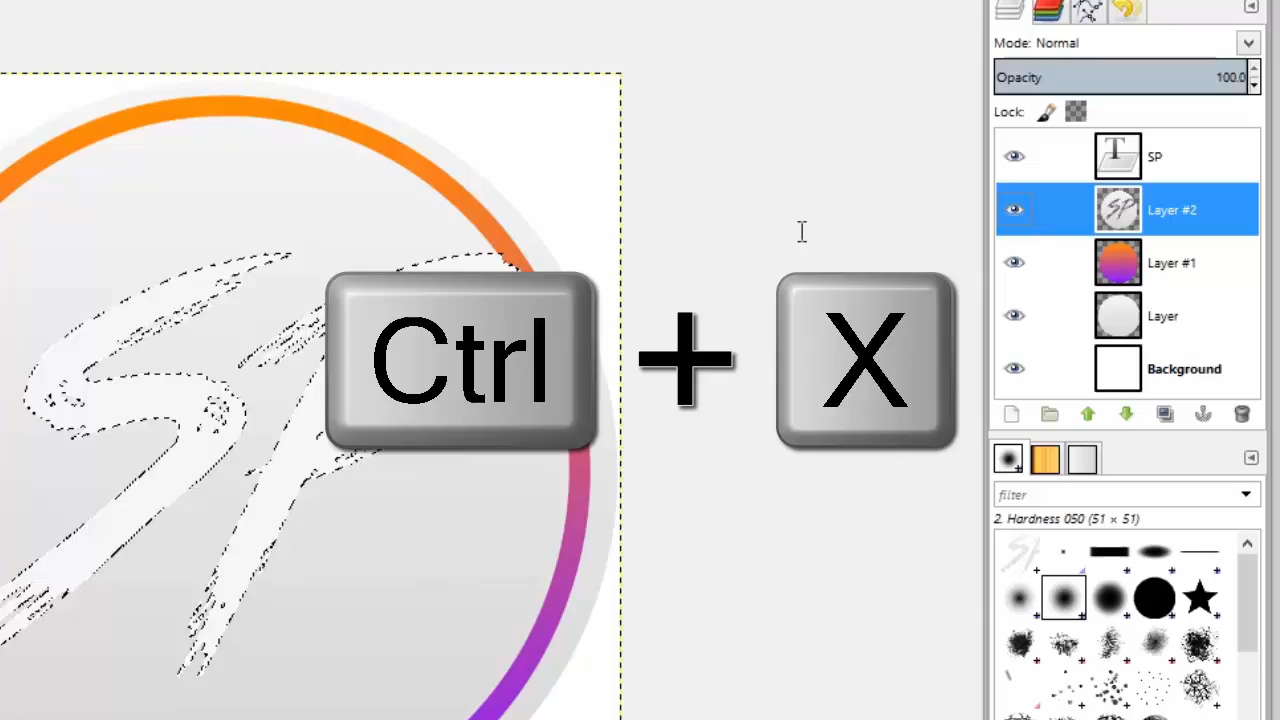 Mode: Normal
Opacity 100.0
Lock:
SP
Layer #2
Layer #1
Layer
Background
Ctrl + X
SP
filter
2. Hardness 050 (51 × 51)